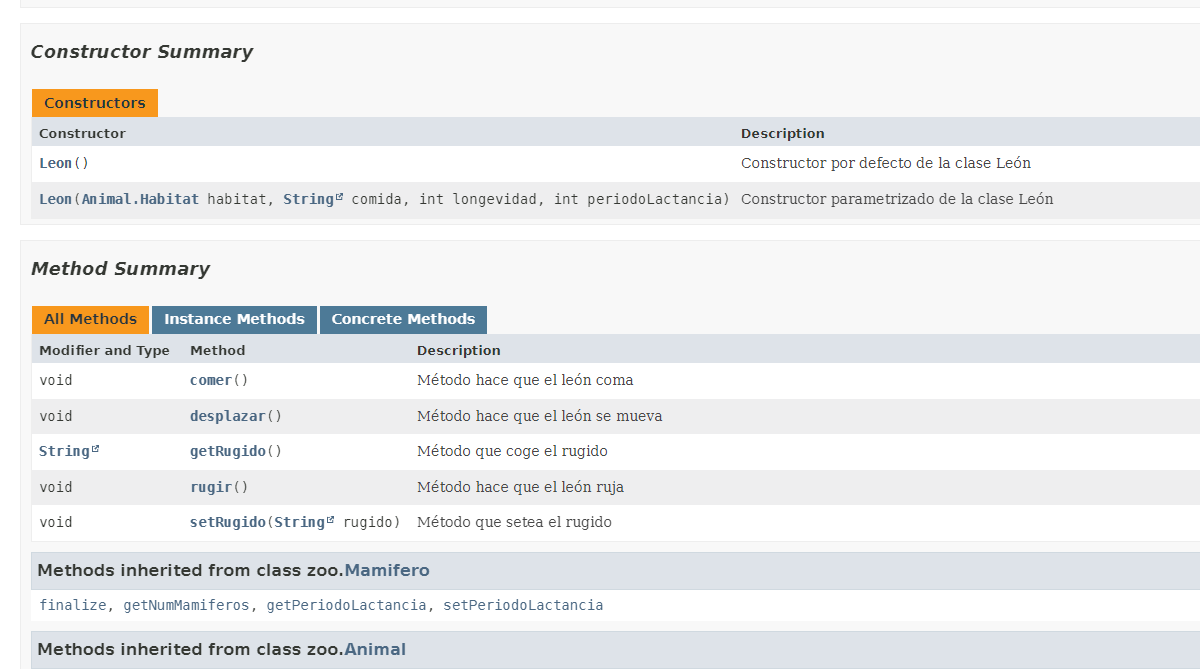 Constructor Summary
Constructors
Constructor Description
Leon() Constructor por defecto de la clase León
Leon(Animal.Habitat habitat, String comida, int longevidad, int periodoLactancia) Constructor parametrizado de la clase León
Method Summary
All Methods Instance Methods Concrete Methods
Modifier and Type Method Description
void comer() Método hace que el león coma
void desplazar() Método hace que el león se mueva
String getRugido() Método que coge el rugido
void rugir() Método hace que el león ruja
void setRugido(String rugido) Método que setea el rugido
Methods inherited from class zoo.Mamifero
finalize, getNumMamiferos, getPeriodoLactancia, setPeriodoLactancia
Methods inherited from class zoo.Animal